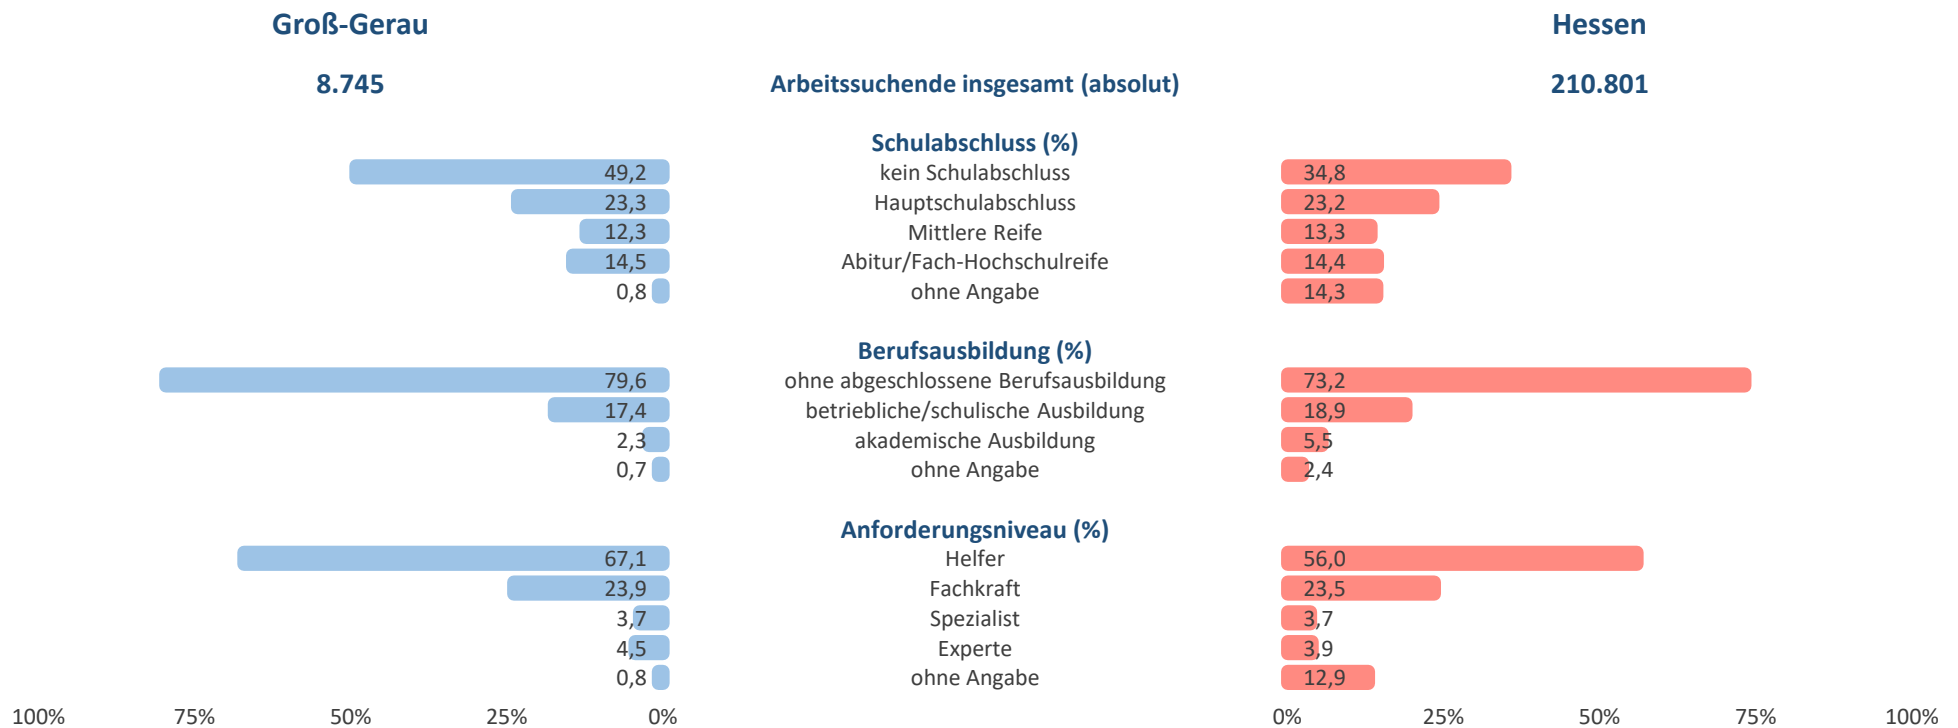 Groß-Gerau Hessen
8.745 Arbeitssuchende insgesamt (absolut) 210.801
Schulabschluss (%)
49,2 kein Schulabschluss 34,8
23,3 Hauptschulabschluss 23,2
12,3 Mittlere Reife 13,3
14,5 Abitur/Fach-Hochschulreife 14,4
0,8 ohne Angabe 14,3
Berufsausbildung (%)
79,6 ohne abgeschlossene Berufsausbildung 73,2
17,4 betriebliche/schulische Ausbildung 18,9
2,3 akademische Ausbildung 5,5
0,7 ohne Angabe 2,4
Anforderungsniveau (%)
67,1 Helfer 56,0
23,9 Fachkraft 23,5
3,7 Spezialist 3,7
4,5 Experte 3,9
0,8 ohne Angabe 12,9
100% 75% 50% 25% 0% 0% 25% 50% 75% 100%